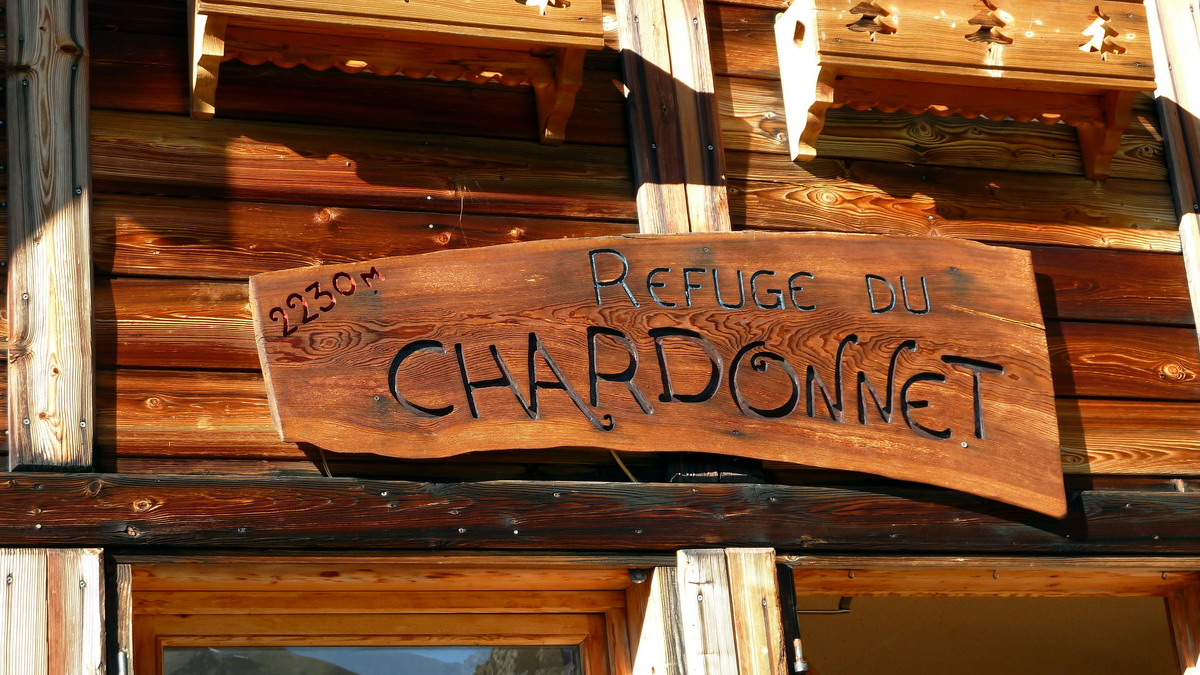 2230M
REFUGE DU
CHARDONNET